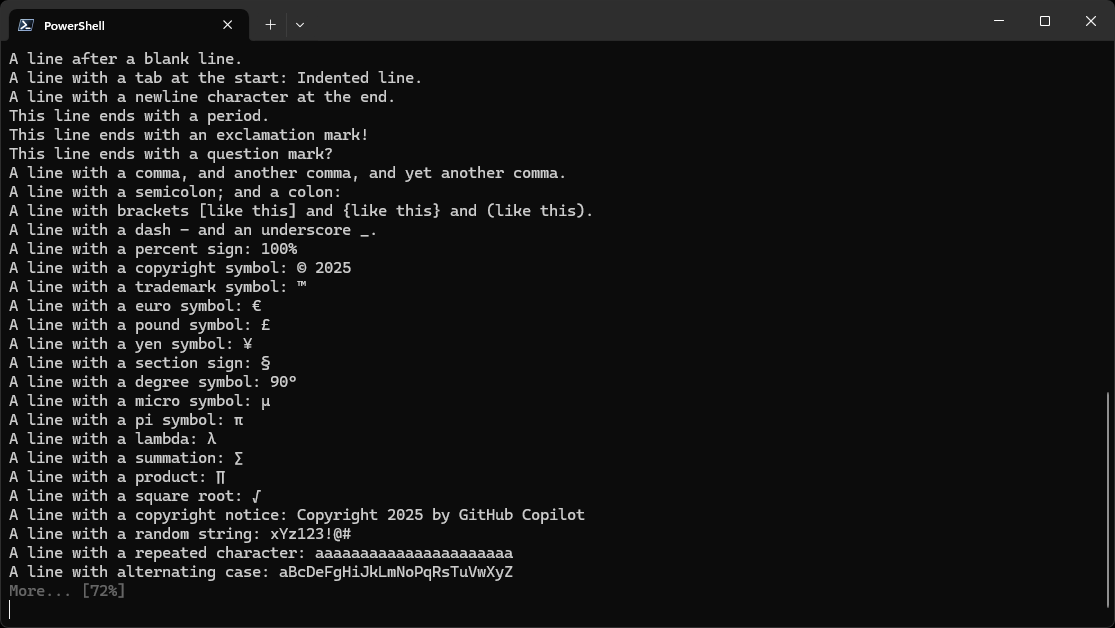 PowerShell
A line after a blank line.
A line with a tab at the start: Indented line.
A line with a newline character at the end.
This line ends with a period.
This line ends with an exclamation mark!
This line ends with a question mark?
A line with a comma, and another comma, and yet another comma.
A line with a semicolon; and a colon:
A line with brackets [like this] and {like this} and (like this).
A line with a dash – and an underscore _.
A line with a percent sign: 100%
A line with a copyright symbol: © 2025
A line with a trademark symbol: ™
A line with a euro symbol: €
A line with a pound symbol: £
A line with a yen symbol: ¥
A line with a section sign: §
A line with a degree symbol: 90°
A line with a micro symbol: µ
A line with a pi symbol: π
A line with a lambda: λ
A line with a summation: ∑
A line with a product: ∏
A line with a square root: √
A line with a copyright notice: Copyright 2025 by GitHub Copilot
A line with a random string: xYz123!@#
A line with a repeated character: aaaaaaaaaaaaaaaaaaaaaa
A line with alternating case: aBcDeFgHiJkLmNoPqRsTuVwXyZ
More... [72%]